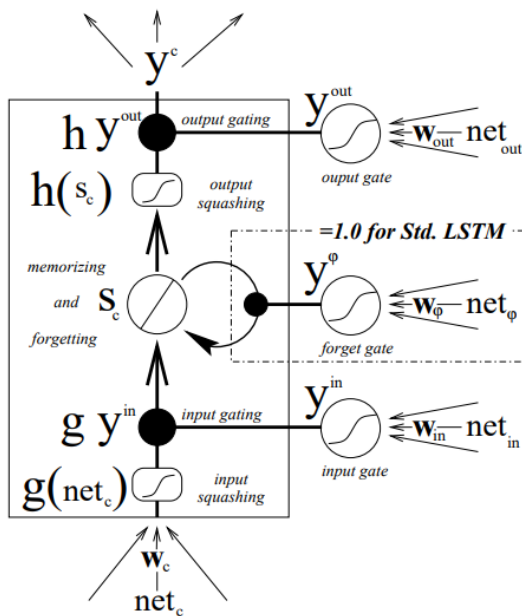 y^c
y^out
h y^out
output gating
w_out net_out
h(s_c)
output
squashing
ouput gate
=1.0 for Std. LSTM
memorizing
and
forgetting
s_c
y^φ
w_φ net_φ
forget gate
y^in
g y^in
input gating
w_in net_in
g(net_c)
input
squashing
input gate
w_c
net_c